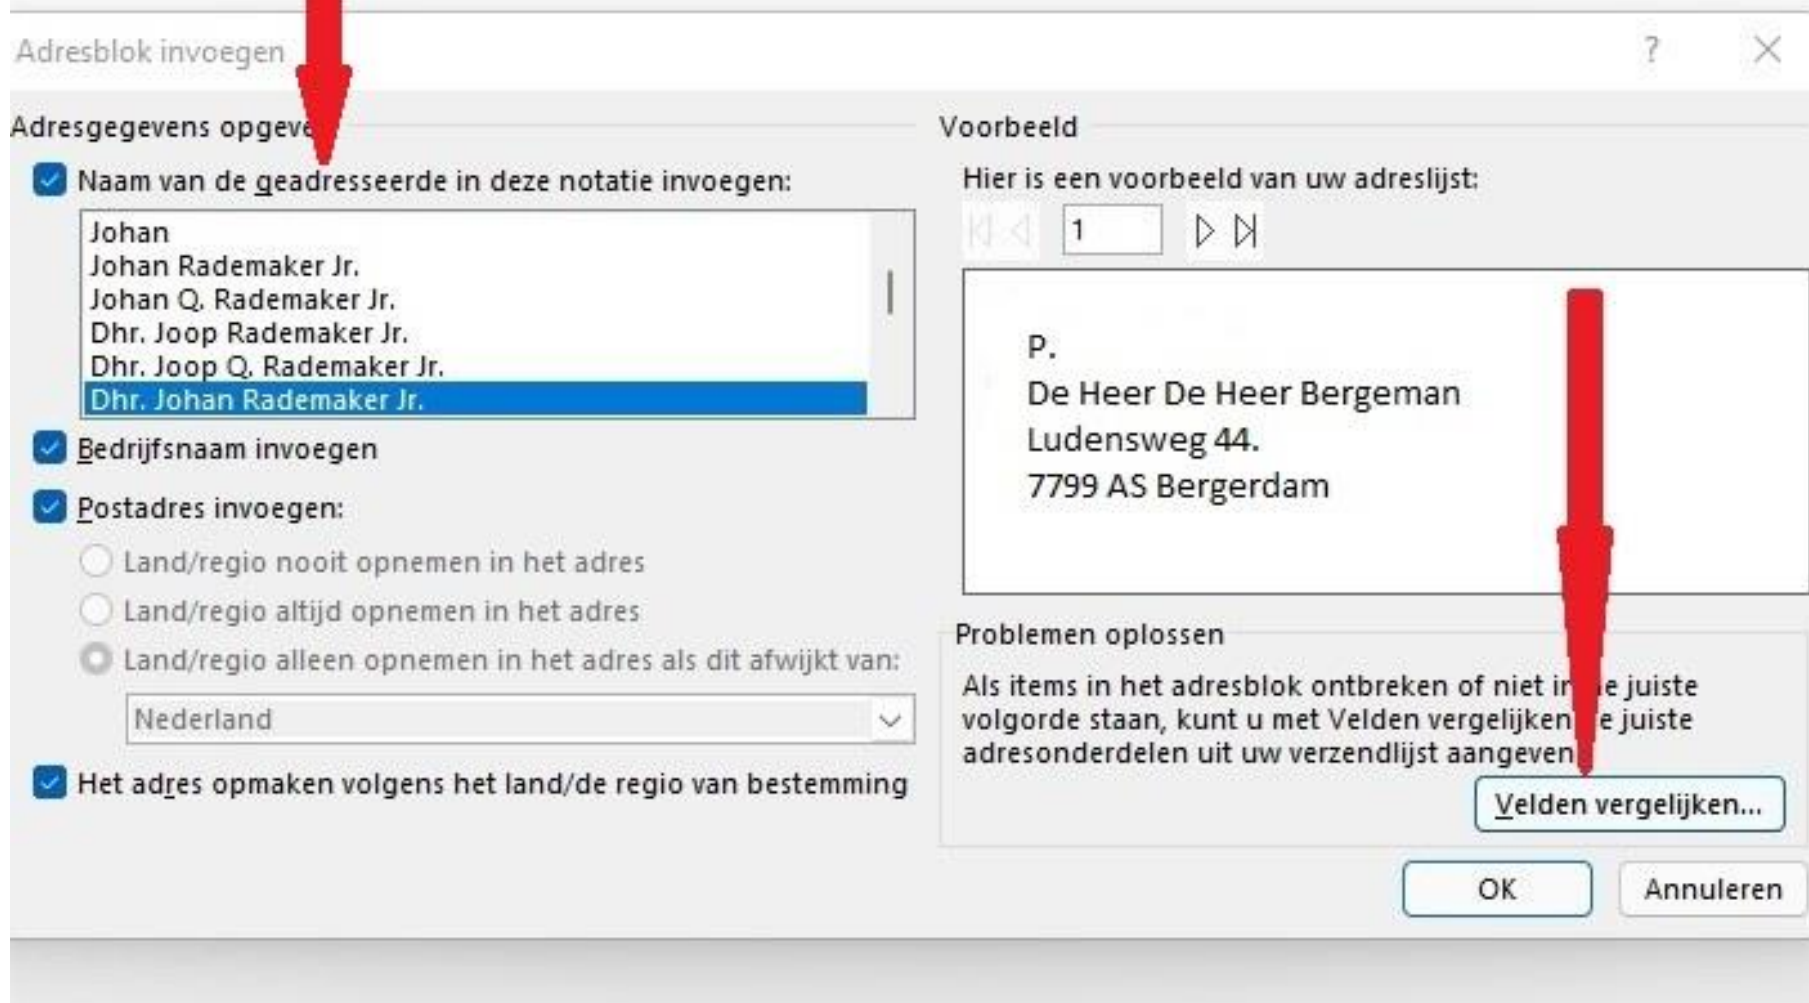 Adresblok invoegen
?
Adresgegevens
Naam van de geadresseerde in deze notatie invoegen:
Johan
Johan Rademaker Jr.
Johan Q. Rademaker Jr.
Dhr. Joop Rademaker Jr.
Dhr. Joop Q. Rademaker Jr.
Dhr. Johan Rademaker Jr.
Bedrijfsnaam invoegen
Postadres invoegen:
Land/regio nooit opnemen in het adres
Land/regio altijd opnemen in het adres
Land/regio alleen opnemen in het adres als dit afwijkt van:
Nederland
Het adres opmaken volgens het land/de regio van bestemming
Voorbeeld
Hier is een voorbeeld van uw adreslijst:
1
P.
De Heer De Heer Bergeman
Ludensweg 44.
7799 AS Bergerdam
Problemen oplossen
Als items in het adresblok ontbreken of niet in juiste
volgorde staan, kunt u met Velden vergelijken juiste
adresonderdelen uit uw verzendlijst aangeven
Velden vergelijken...
OK
Annuleren